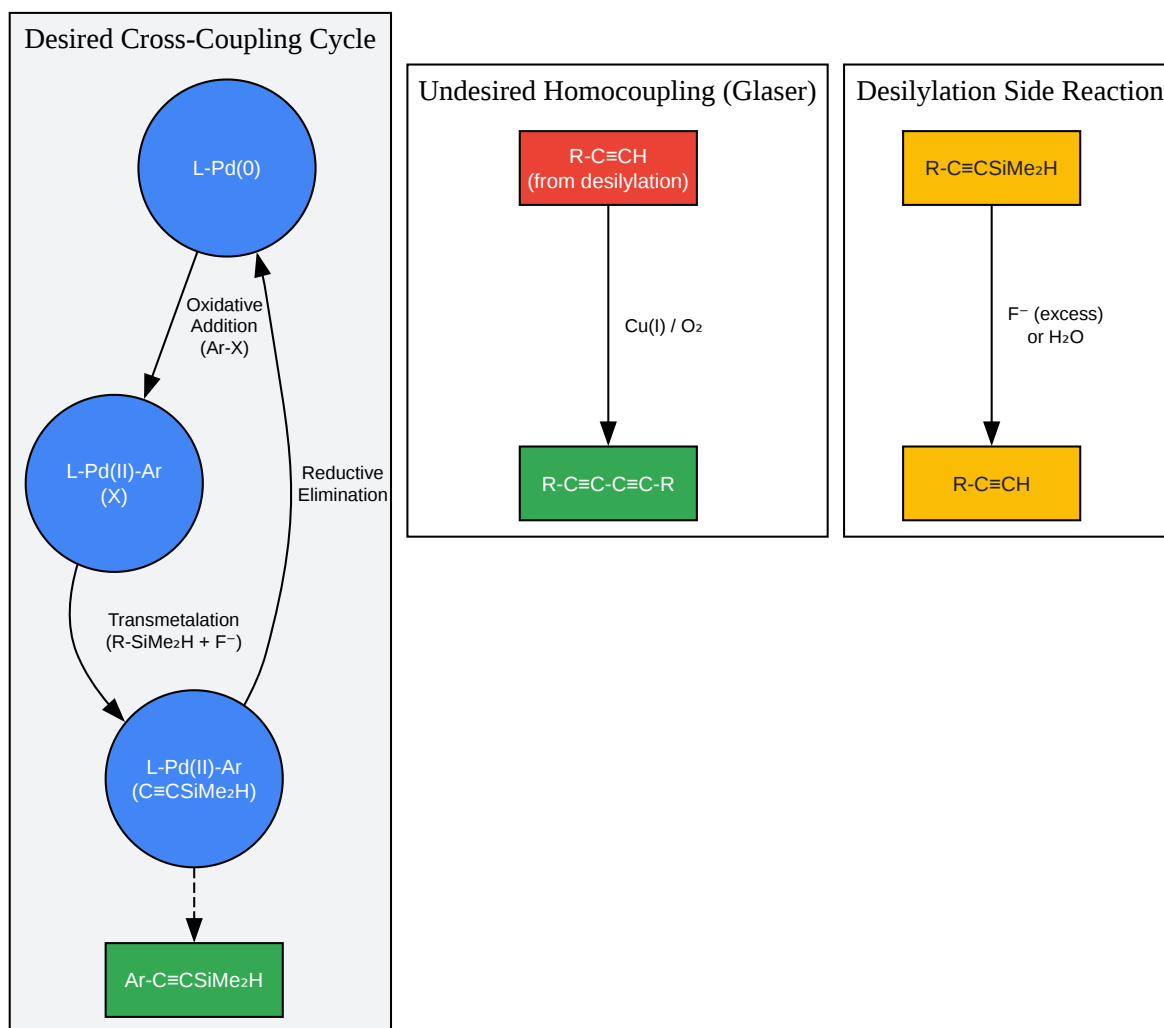 Desired Cross-Coupling Cycle
L-Pd(0)
Oxidative
Addition
(Ar-X)
L-Pd(II)-Ar
(X)
Reductive
Elimination
Transmetalation
(R-SiMe₂H + F⁻)
L-Pd(II)-Ar
(C≡CSiMe₂H)
Ar-C≡CSiMe₂H
Undesired Homocoupling (Glaser)
R-C≡CH
(from desilylation)
Cu(I) / O₂
R-C≡C-C≡C-R
Desilylation Side Reaction
R-C≡CSiMe₂H
F⁻ (excess)
or H₂O
R-C≡CH